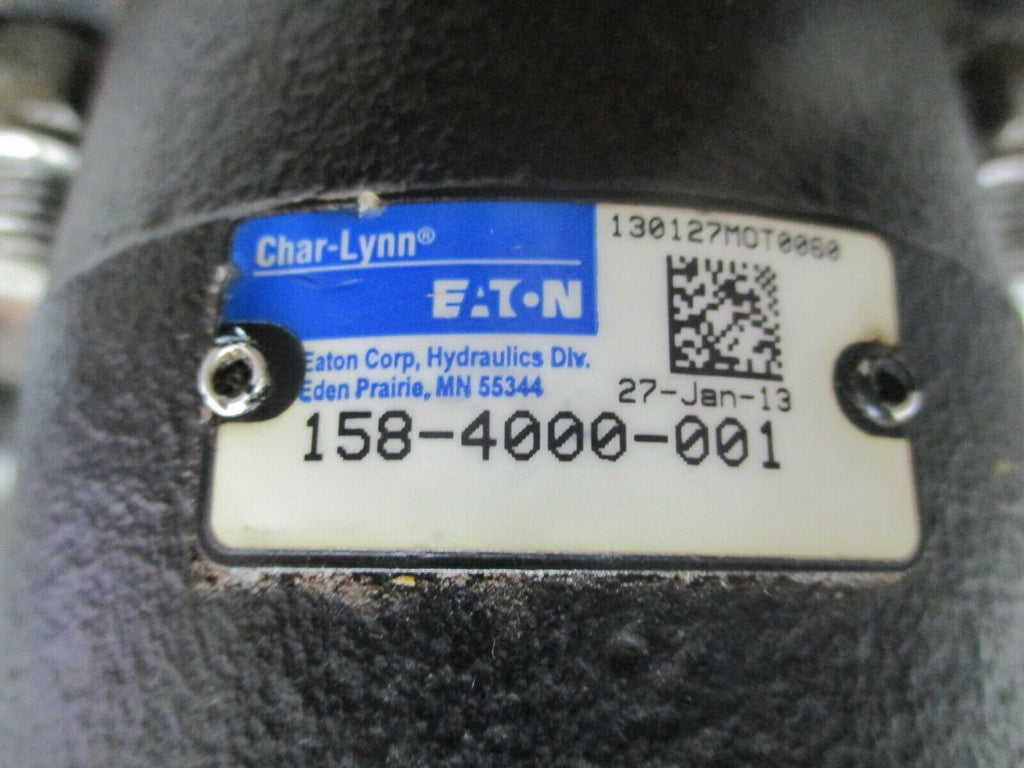 Char-Lynn®
EATON
130127MOT0060
Eaton Corp, Hydraulics Div.
Eden Prairie, MN 55344
27-Jan-13
158-4000-001